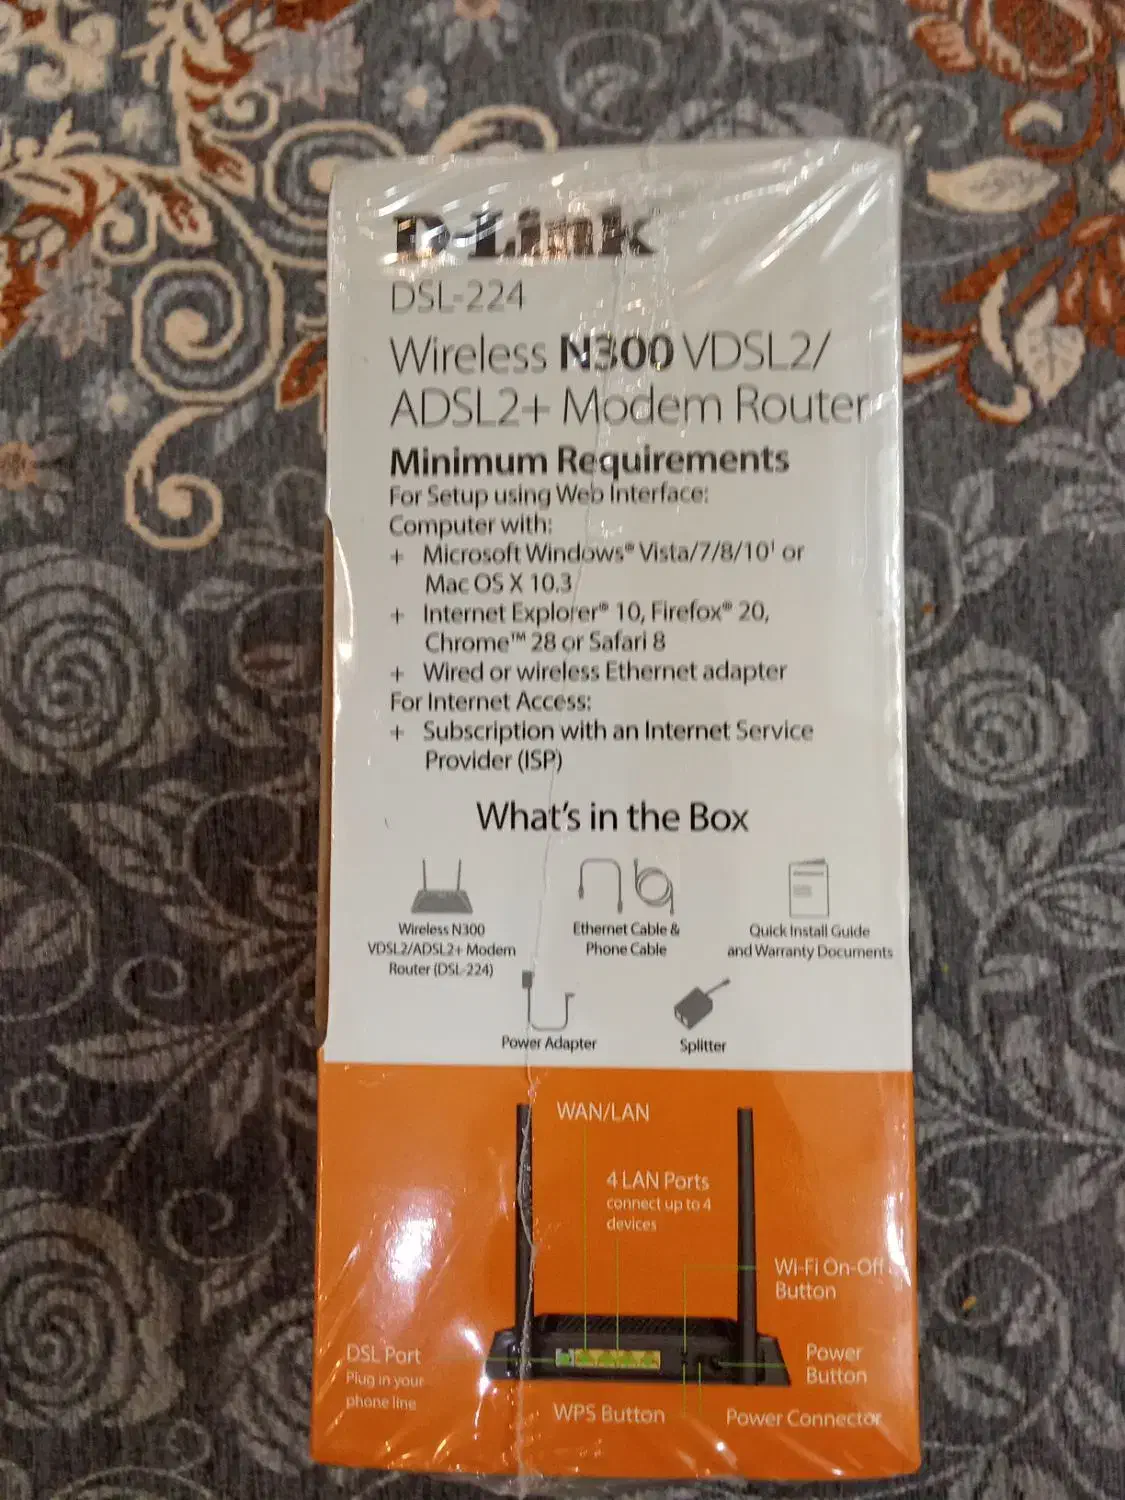 D-Link
DSL-224
Wireless N300 VDSL2/
ADSL2+ Modem Router
Minimum Requirements
For Setup using Web Interface:
Computer with:
+ Microsoft Windows® Vista/7/8/10¹ or
Mac OS X 10.3
+ Internet Explorer® 10, Firefox® 20,
Chrome™ 28 or Safari 8
+ Wired or wireless Ethernet adapter
For Internet Access:
+ Subscription with an Internet Service
Provider (ISP)
What's in the Box
Wireless N300
VDSL2/ADSL2+ Modem
Router (DSL-224)
Ethernet Cable &
Phone Cable
Quick Install Guide
and Warranty Documents
Power Adapter
Splitter
WAN/LAN
4 LAN Ports
connect up to 4
devices
Wi-Fi On-Off
Button
DSL Port
Plug in your
phone line
Power
Button
WPS Button
Power Connector